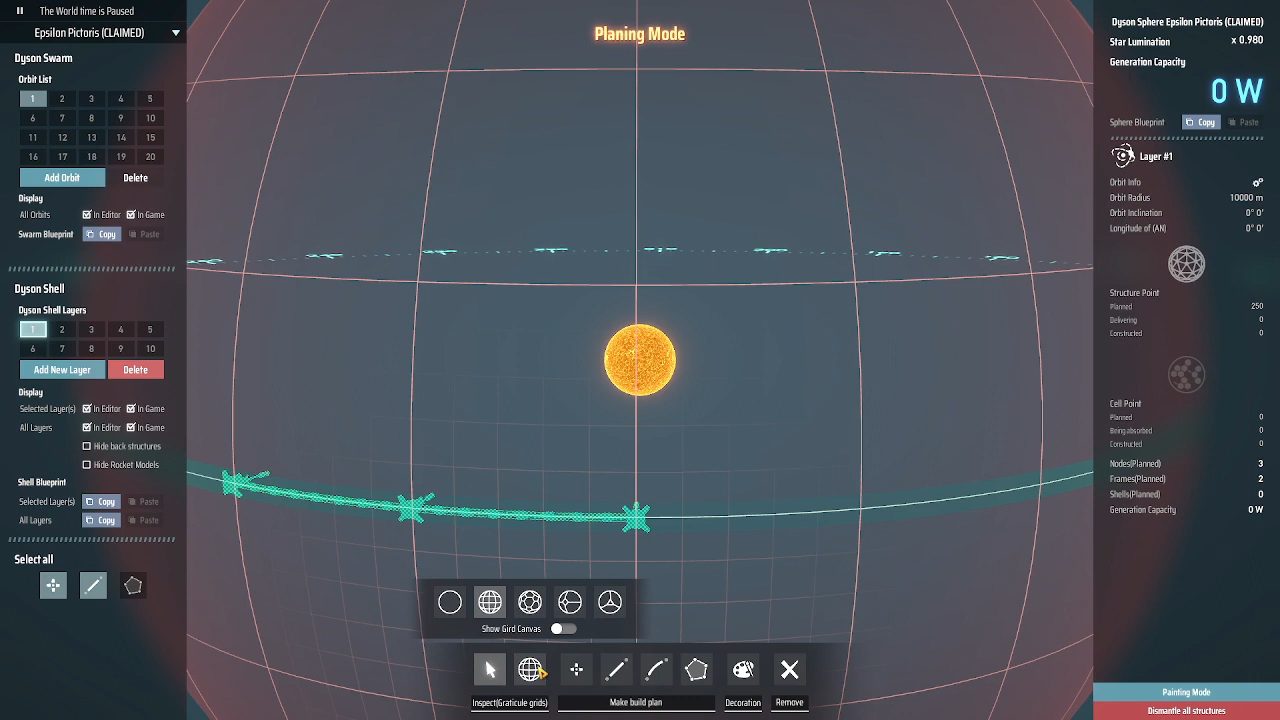 The World time is Paused
Epsilon Pictoris (CLAIMED)
Dyson Swarm
Orbit List
1 2 3 4 5
6 7 8 9 10
11 12 13 14 15
16 17 18 19 20
Add Orbit Delete
Display
All Orbits In Editor In Game
Swarm Blueprint Copy Paste
Dyson Shell
Dyson Shell Layers
1 2 3 4 5
6 7 8 9 10
Add New Layer Delete
Display
Selected Layer(s) In Editor In Game
All Layers In Editor In Game
Hide back structures
Hide Rocket Models
Shell Blueprint
Selected Layer(s) Copy Paste
All Layers Copy Paste
Select all
Planing Mode
Show Gird Canvas
Inspect(Graticule grids) Make build plan Decoration Remove
Dyson Sphere Epsilon Pictoris (CLAIMED)
Star Lumination x 0.980
Generation Capacity
0 W
Sphere Blueprint Copy Paste
Layer #1
Orbit Info
Orbit Radius 10000 m
Orbit Inclination 0° 0'
Longitude of (AN) 0° 0'
Structure Point
Planned 250
Delivering 0
Constructed 0
Cell Point
Planned 0
Being absorbed 0
Constructed 0
Nodes(Planned) 3
Frames(Planned) 2
Shells(Planned) 0
Generation Capacity 0 W
Painting Mode
Dismantle all structures